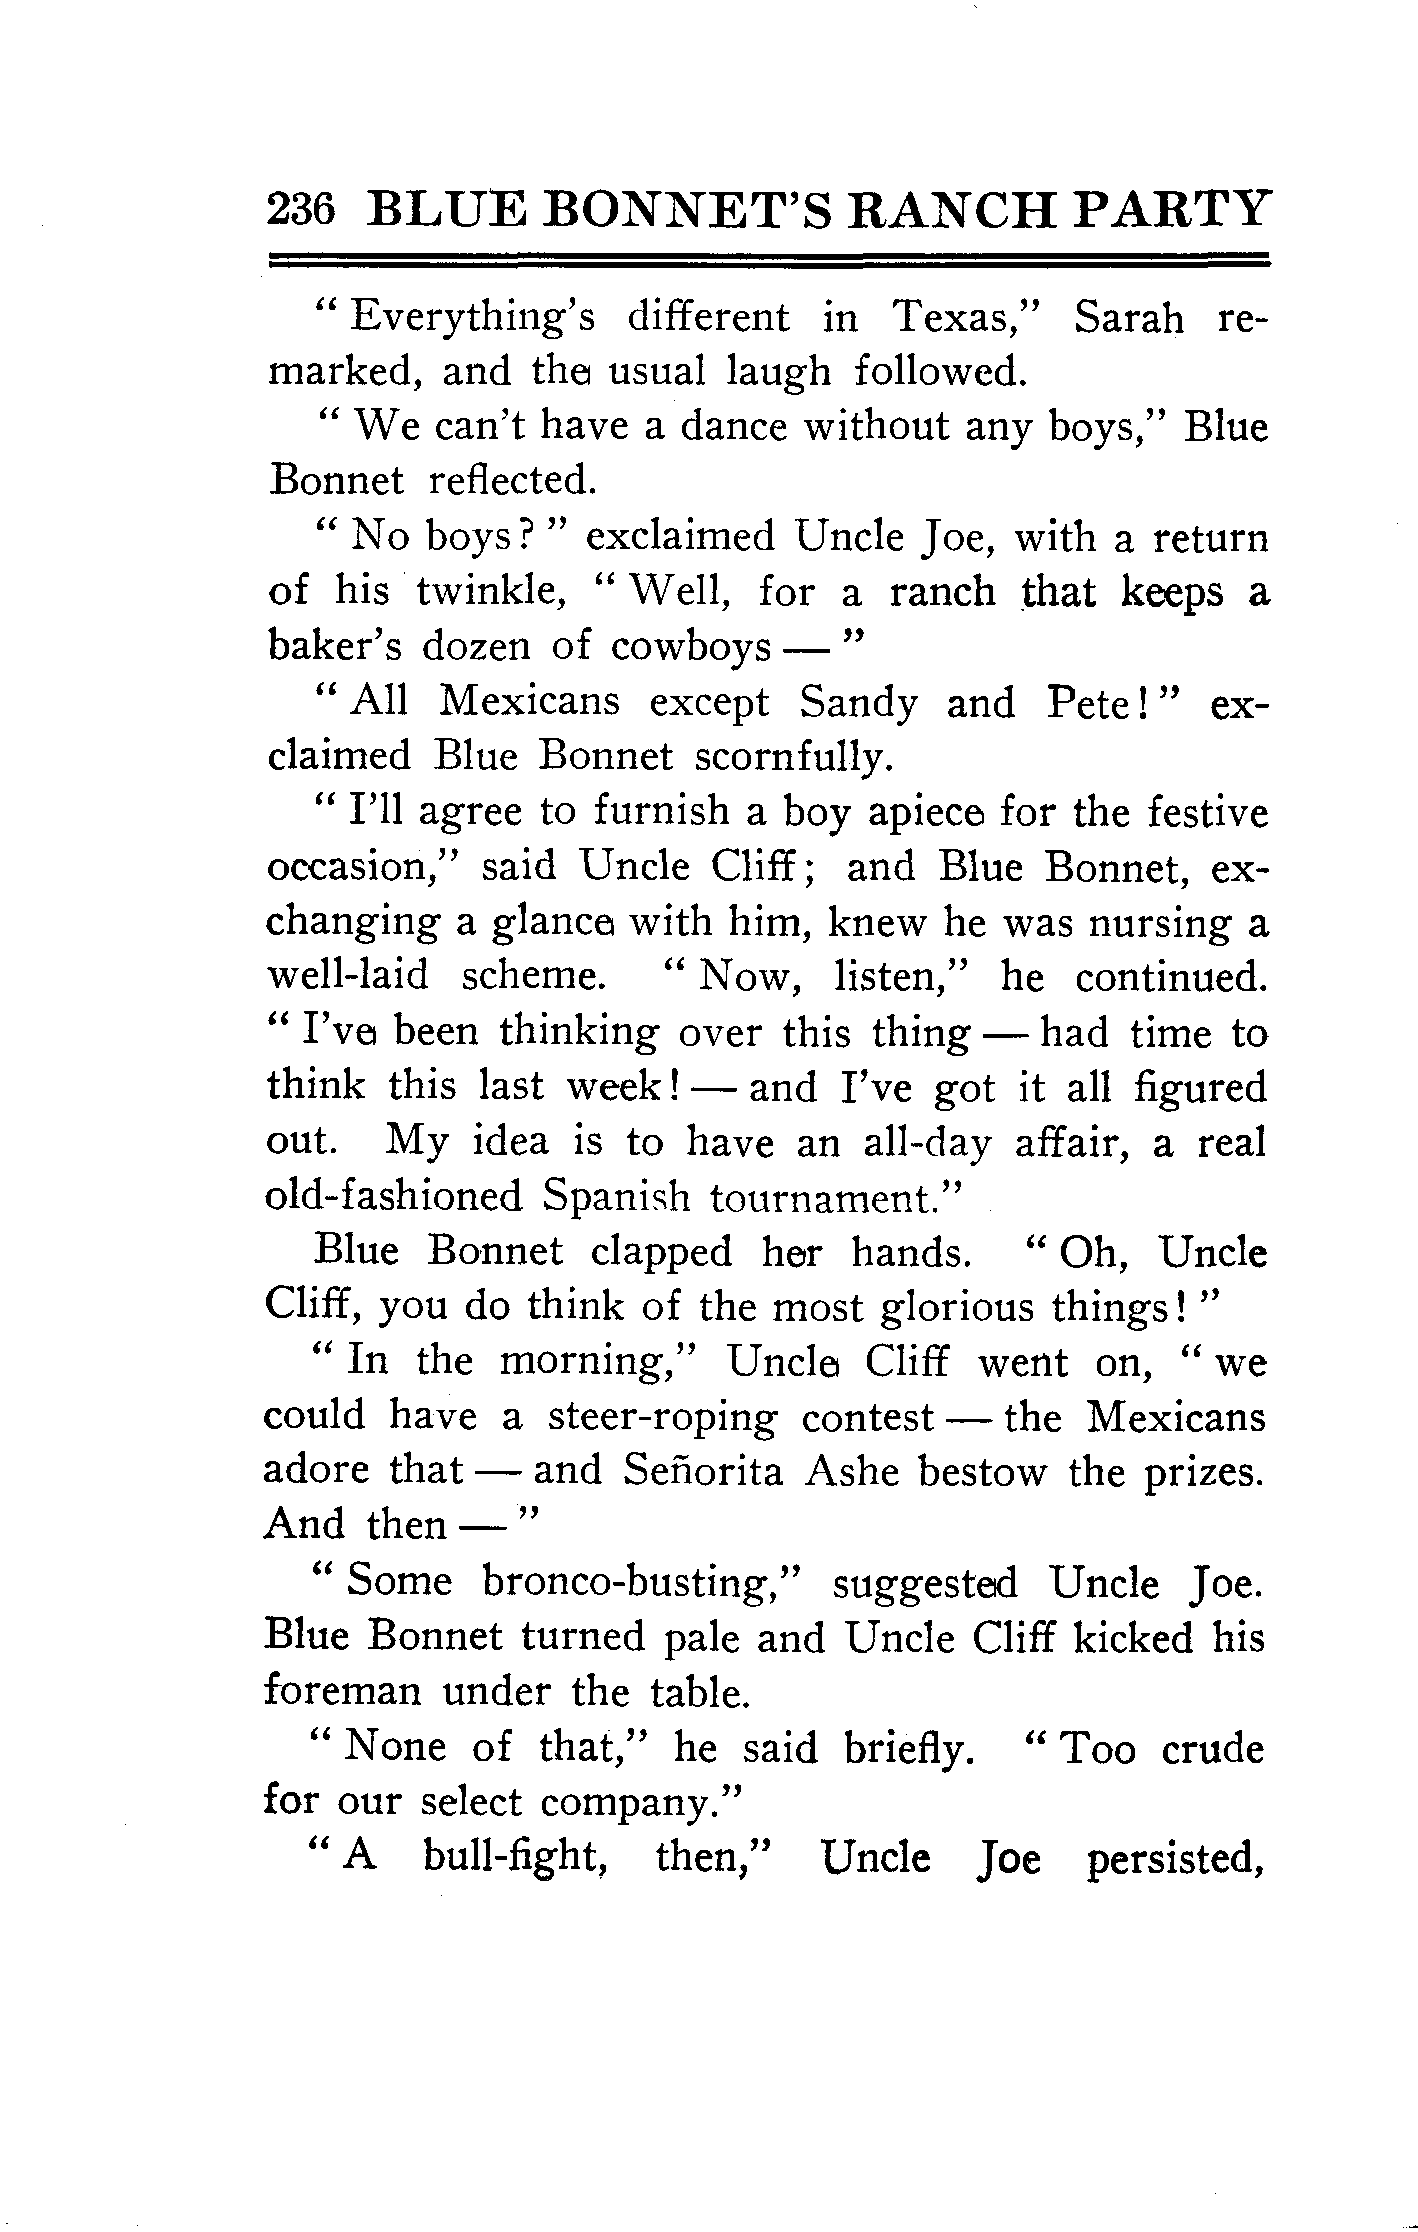 236 BLUE BONNET'S RANCH PARTY
" Everything's different in Texas," Sarah re-
marked, and the usual laugh followed.
" We can't have a dance without any boys," Blue
Bonnet reflected.
" No boys? " exclaimed Uncle Joe, with a return
of his twinkle, " Well, for a ranch that keeps a
baker's dozen of cowboys — "
" All Mexicans except Sandy and Pete! " ex-
claimed Blue Bonnet scornfully.
" I'll agree to furnish a boy apiece for the festive
occasion," said Uncle Cliff; and Blue Bonnet, ex-
changing a glance with him, knew he was nursing a
well-laid scheme. " Now, listen," he continued.
" I've been thinking over this thing — had time to
think this last week! — and I've got it all figured
out. My idea is to have an all-day affair, a real
old-fashioned Spanish tournament."
Blue Bonnet clapped her hands. " Oh, Uncle
Cliff, you do think of the most glorious things! "
" In the morning," Uncle Cliff went on, " we
could have a steer-roping contest — the Mexicans
adore that — and Señorita Ashe bestow the prizes.
And then — "
" Some bronco-busting," suggested Uncle Joe.
Blue Bonnet turned pale and Uncle Cliff kicked his
foreman under the table.
" None of that," he said briefly. " Too crude
for our select company."
" A bull-fight, then," Uncle Joe persisted,